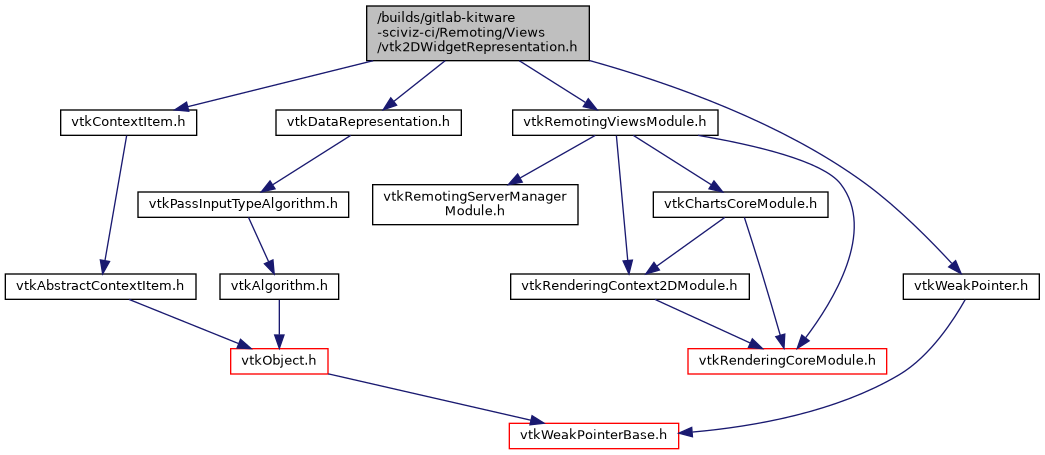 /builds/gitlab-kitware
-sciviz-ci/Remoting/Views
/vtk2DWidgetRepresentation.h
vtkContextItem.h
vtkDataRepresentation.h
vtkRemotingViewsModule.h
vtkPassInputTypeAlgorithm.h
vtkRemotingServerManager
Module.h
vtkChartsCoreModule.h
vtkAbstractContextItem.h
vtkAlgorithm.h
vtkRenderingContext2DModule.h
vtkWeakPointer.h
vtkObject.h
vtkRenderingCoreModule.h
vtkWeakPointerBase.h